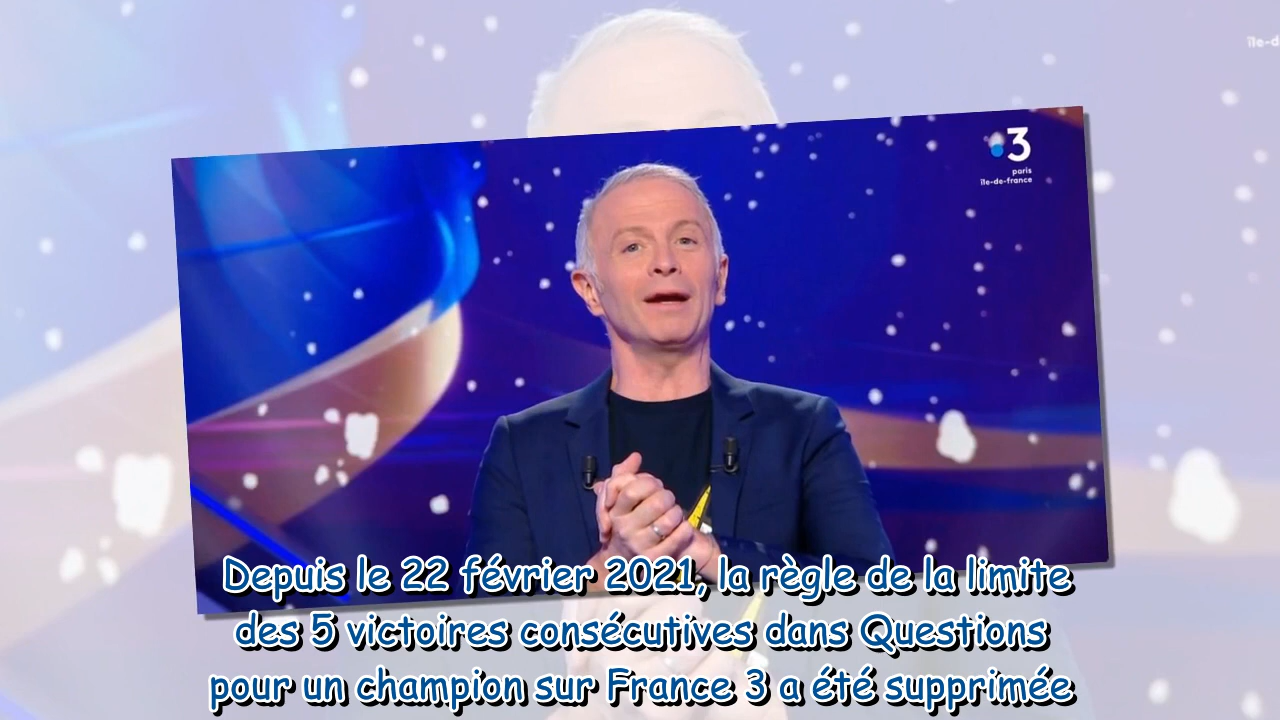 île-d
3
paris
île-de-france
Depuis le 22 février 2021, la règle de la limite
des 5 victoires consécutives dans Questions
pour un champion sur France 3 a été supprimée